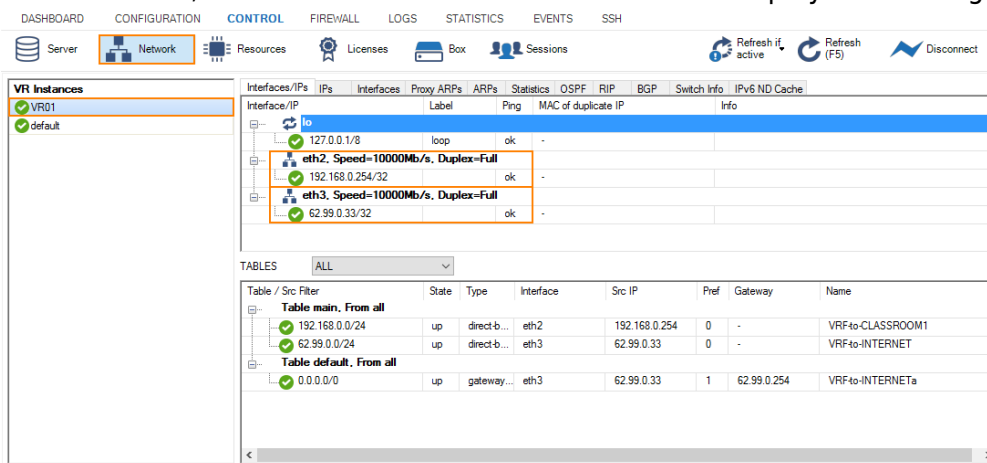 DASHBOARD CONFIGURATION CONTROL FIREWALL LOGS STATISTICS EVENTS SSH
Server Network Resources Licenses Box Sessions Refresh if active Refresh (F5) Disconnect
VR Instances
VR01
default
Interfaces/IPs IPs Interfaces Proxy ARPs ARPs Statistics OSPF RIP BGP Switch Info IPv6 ND Cache
Interface/IP Label Ping MAC of duplicate IP Info
lo
127.0.0.1/8 loop ok -
eth2, Speed=10000Mb/s, Duplex=Full
192.168.0.254/32 ok -
eth3, Speed=10000Mb/s, Duplex=Full
62.99.0.33/32 ok -
TABLES ALL
Table / Src Filter State Type Interface Src IP Pref Gateway Name
Table main, From all
192.168.0.0/24 up direct-b... eth2 192.168.0.254 0 - VRF-to-CLASSROOM1
62.99.0.0/24 up direct-b... eth3 62.99.0.33 0 - VRF-to-INTERNET
Table default, From all
0.0.0.0/0 up gateway... eth3 62.99.0.33 1 62.99.0.254 VRF-to-INTERNETa